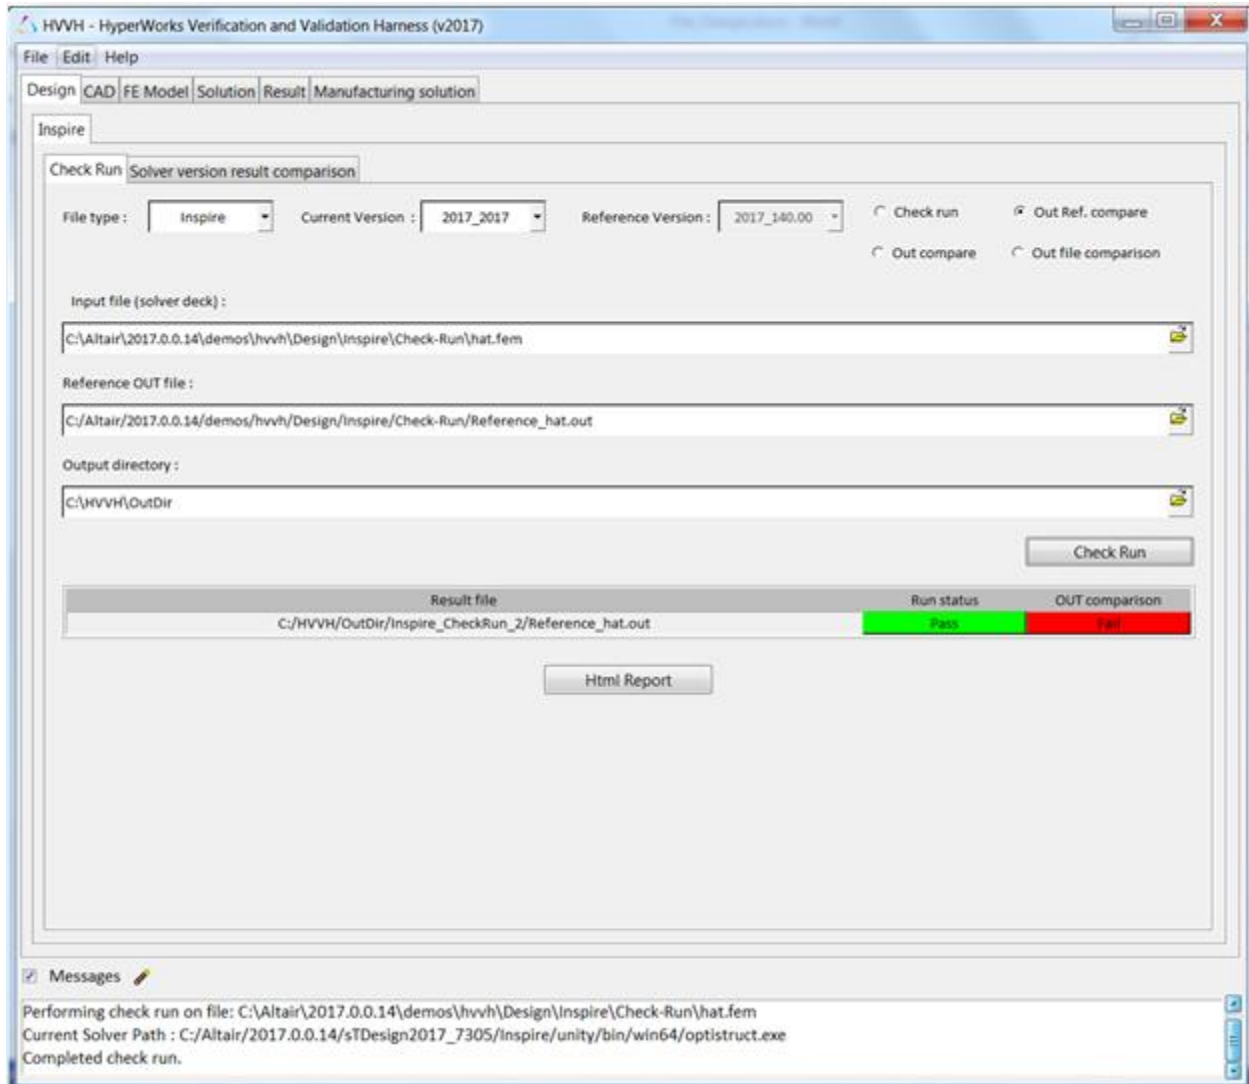 HVVH - HyperWorks Verification and Validation Harness (v2017)
File Edit Help
Design CAD FE Model Solution Result Manufacturing solution
Inspire
Check Run Solver version result comparison
File type : Inspire Current Version : 2017_2017 Reference Version : 2017_140.00 Check run Out Ref. compare
Out compare Out file comparison
Input file (solver deck) :
C:\Altair\2017.0.0.14\demos\hvvh\Design\Inspire\Check-Run\hat.fem
Reference OUT file :
C:/Altair/2017.0.0.14/demos/hvvh/Design/Inspire/Check-Run/Reference_hat.out
Output directory :
C:\HVVH\OutDir
Check Run
Result file Run status OUT comparison
C:/HVVH/OutDir/Inspire_CheckRun_2/Reference_hat.out Pass Fail
Html Report
Messages
Performing check run on file: C:\Altair\2017.0.0.14\demos\hvvh\Design\Inspire\Check-Run\hat.fem
Current Solver Path : C:/Altair/2017.0.0.14/sTDesign2017_7305/Inspire/unity/bin/win64/optistruct.exe
Completed check run.